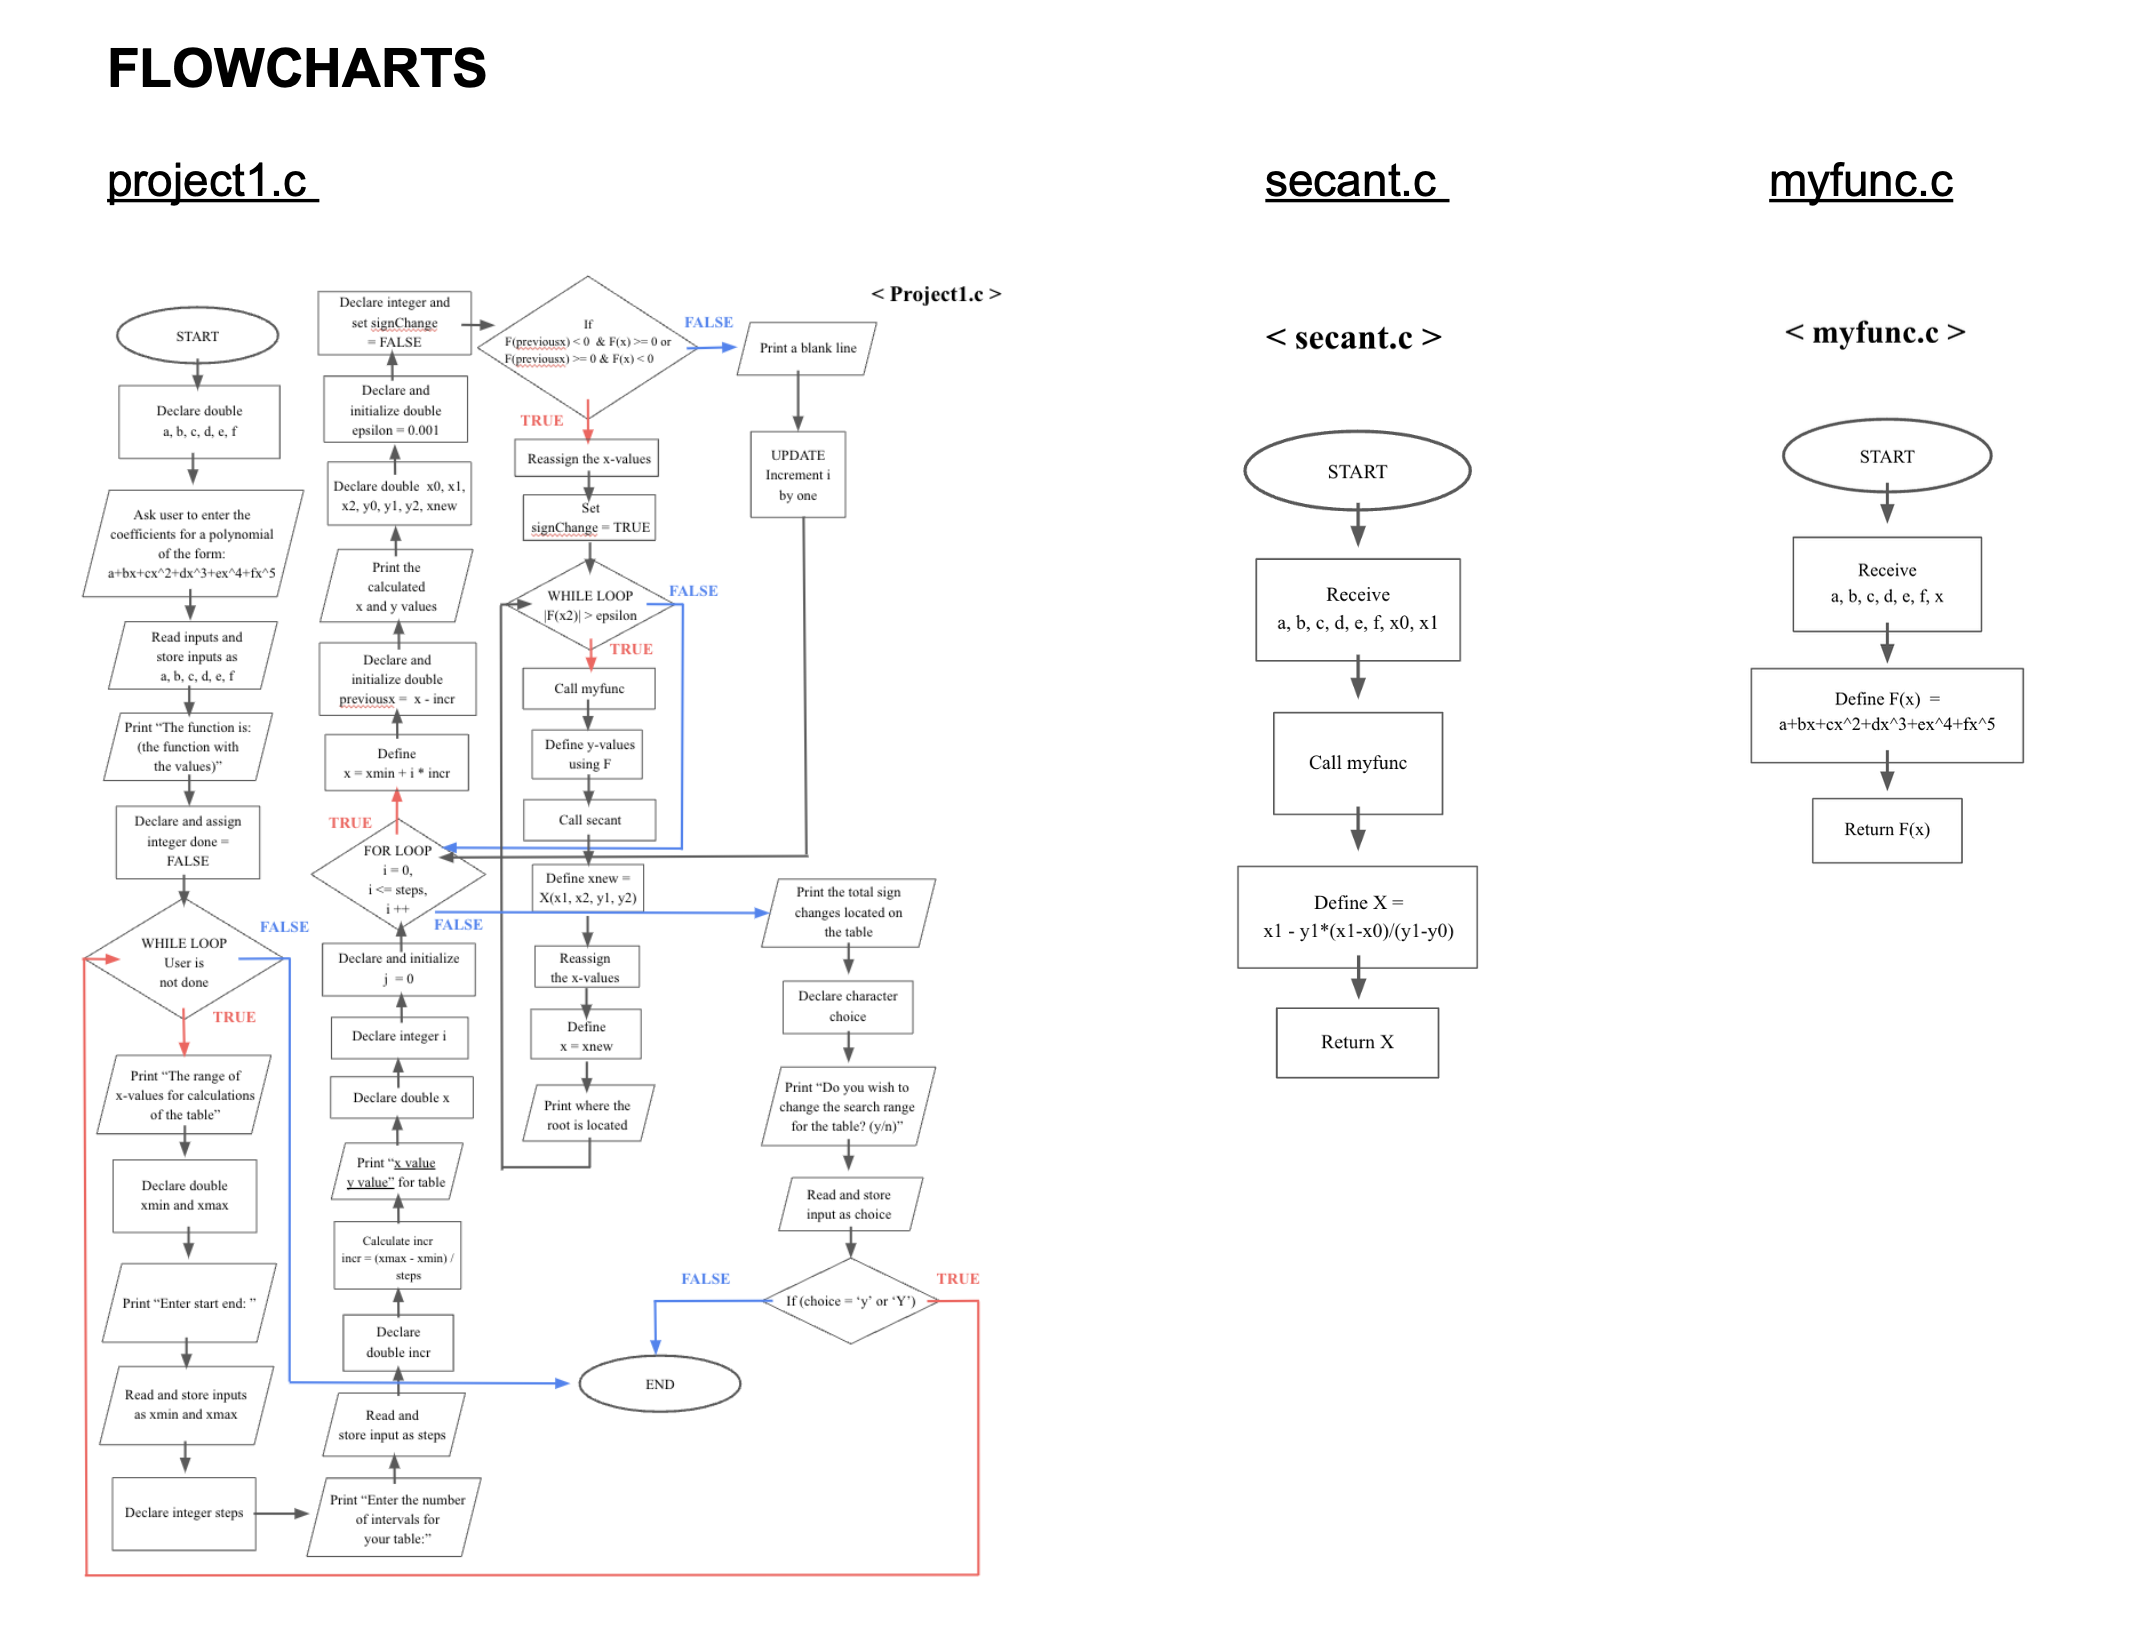 FLOWCHARTS
project1.c
secant.c
myfunc.c
< Project1.c >
START
Declare double
a, b, c, d, e, f
Ask user to enter the
coefficients for a polynomial
of the form:
a+bx+cx^2+dx^3+ex^4+fx^5
Read inputs and
store inputs as
a, b, c, d, e, f
Print “The function is:
(the function with
the values)”
Declare and assign
integer done =
FALSE
WHILE LOOP
User is
not done
FALSE
TRUE
Print “The range of
x-values for calculations
of the table”
Declare double
xmin and xmax
Print “Enter start end: ”
Read and store inputs
as xmin and xmax
Declare integer steps
Print “Enter the number
of intervals for
your table:”
Read and
store input as steps
Declare
double incr
Calculate incr
incr = (xmax - xmin) /
steps
Print “x value
y value” for table
Declare double x
Declare integer i
Declare and initialize
j = 0
FOR LOOP
i = 0,
i <= steps,
i ++
TRUE
FALSE
Define
x = xmin + i * incr
Declare and
initialize double
previousx = x - incr
Print the
calculated
x and y values
Declare double x0, x1,
x2, y0, y1, y2, xnew
Declare and
initialize double
epsilon = 0.001
Declare integer and
set signChange
= FALSE
If
F(previousx) < 0 & F(x) >= 0 or
F(previousx) >= 0 & F(x) < 0
FALSE
TRUE
Print a blank line
UPDATE
Increment i
by one
Reassign the x-values
Set
signChange = TRUE
WHILE LOOP
|F(x2)| > epsilon
FALSE
TRUE
Call myfunc
Define y-values
using F
Call secant
Define xnew =
X(x1, x2, y1, y2)
Reassign
the x-values
Define
x = xnew
Print where the
root is located
Print the total sign
changes located on
the table
Declare character
choice
Print “Do you wish to
change the search range
for the table? (y/n)”
Read and store
input as choice
If (choice = ‘y’ or ‘Y’)
FALSE
TRUE
END
< secant.c >
START
Receive
a, b, c, d, e, f, x0, x1
Call myfunc
Define X =
x1 - y1*(x1-x0)/(y1-y0)
Return X
< myfunc.c >
START
Receive
a, b, c, d, e, f, x
Define F(x) =
a+bx+cx^2+dx^3+ex^4+fx^5
Return F(x)